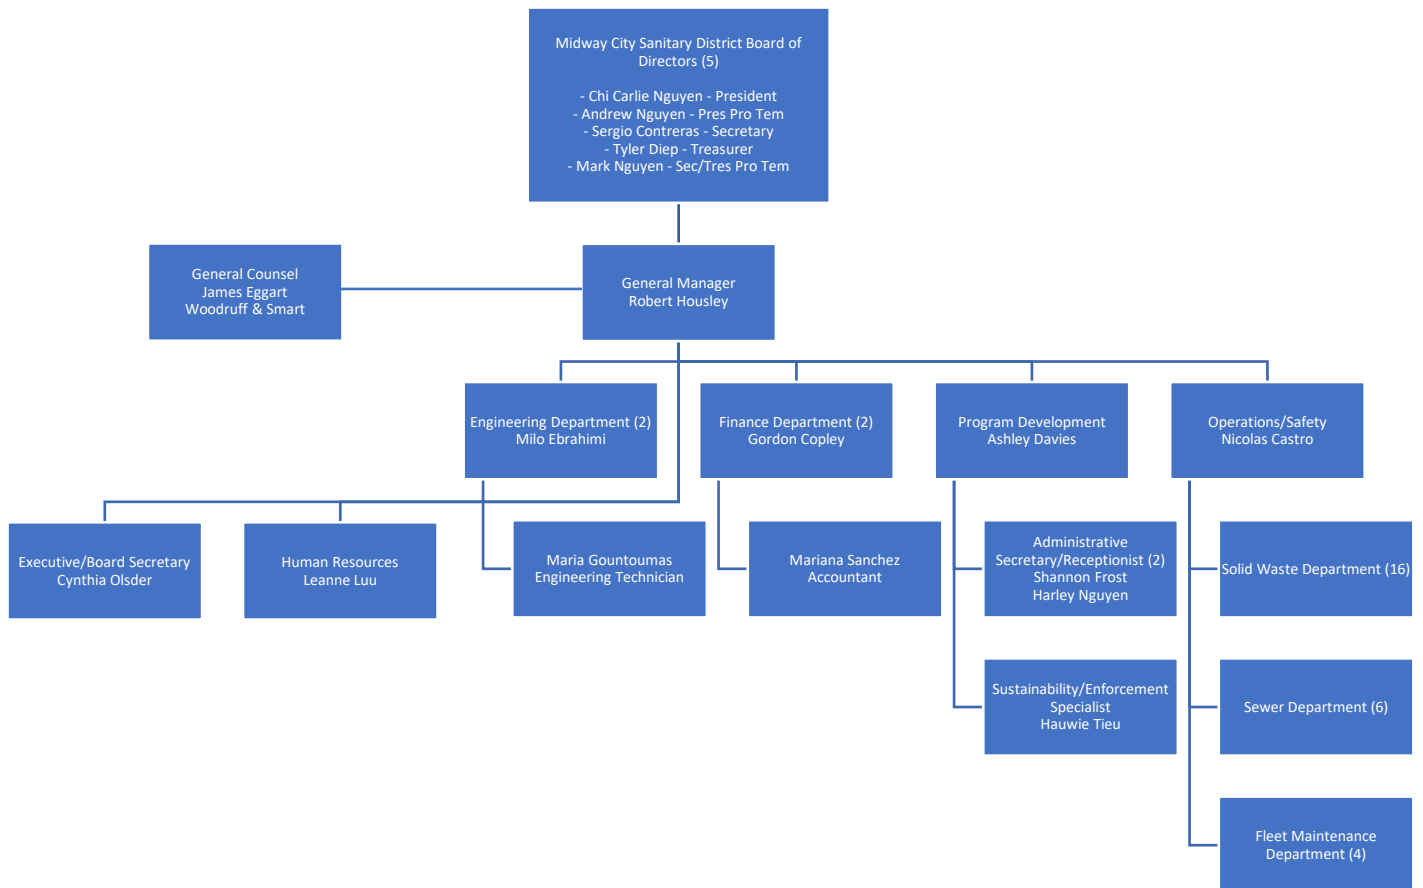 Midway City Sanitary District Board of
Directors (5)
- Chi Carlie Nguyen - President
- Andrew Nguyen - Pres Pro Tem
- Sergio Contreras - Secretary
- Tyler Diep - Treasurer
- Mark Nguyen - Sec/Tres Pro Tem
General Counsel
James Eggart
Woodruff & Smart
General Manager
Robert Housley
Engineering Department (2)
Milo Ebrahimi
Finance Department (2)
Gordon Copley
Program Development
Ashley Davies
Operations/Safety
Nicolas Castro
Executive/Board Secretary
Cynthia Olsder
Human Resources
Leanne Luu
Maria Gountoumas
Engineering Technician
Mariana Sanchez
Accountant
Administrative
Secretary/Receptionist (2)
Shannon Frost
Harley Nguyen
Solid Waste Department (16)
Sustainability/Enforcement
Specialist
Hauwie Tieu
Sewer Department (6)
Fleet Maintenance
Department (4)